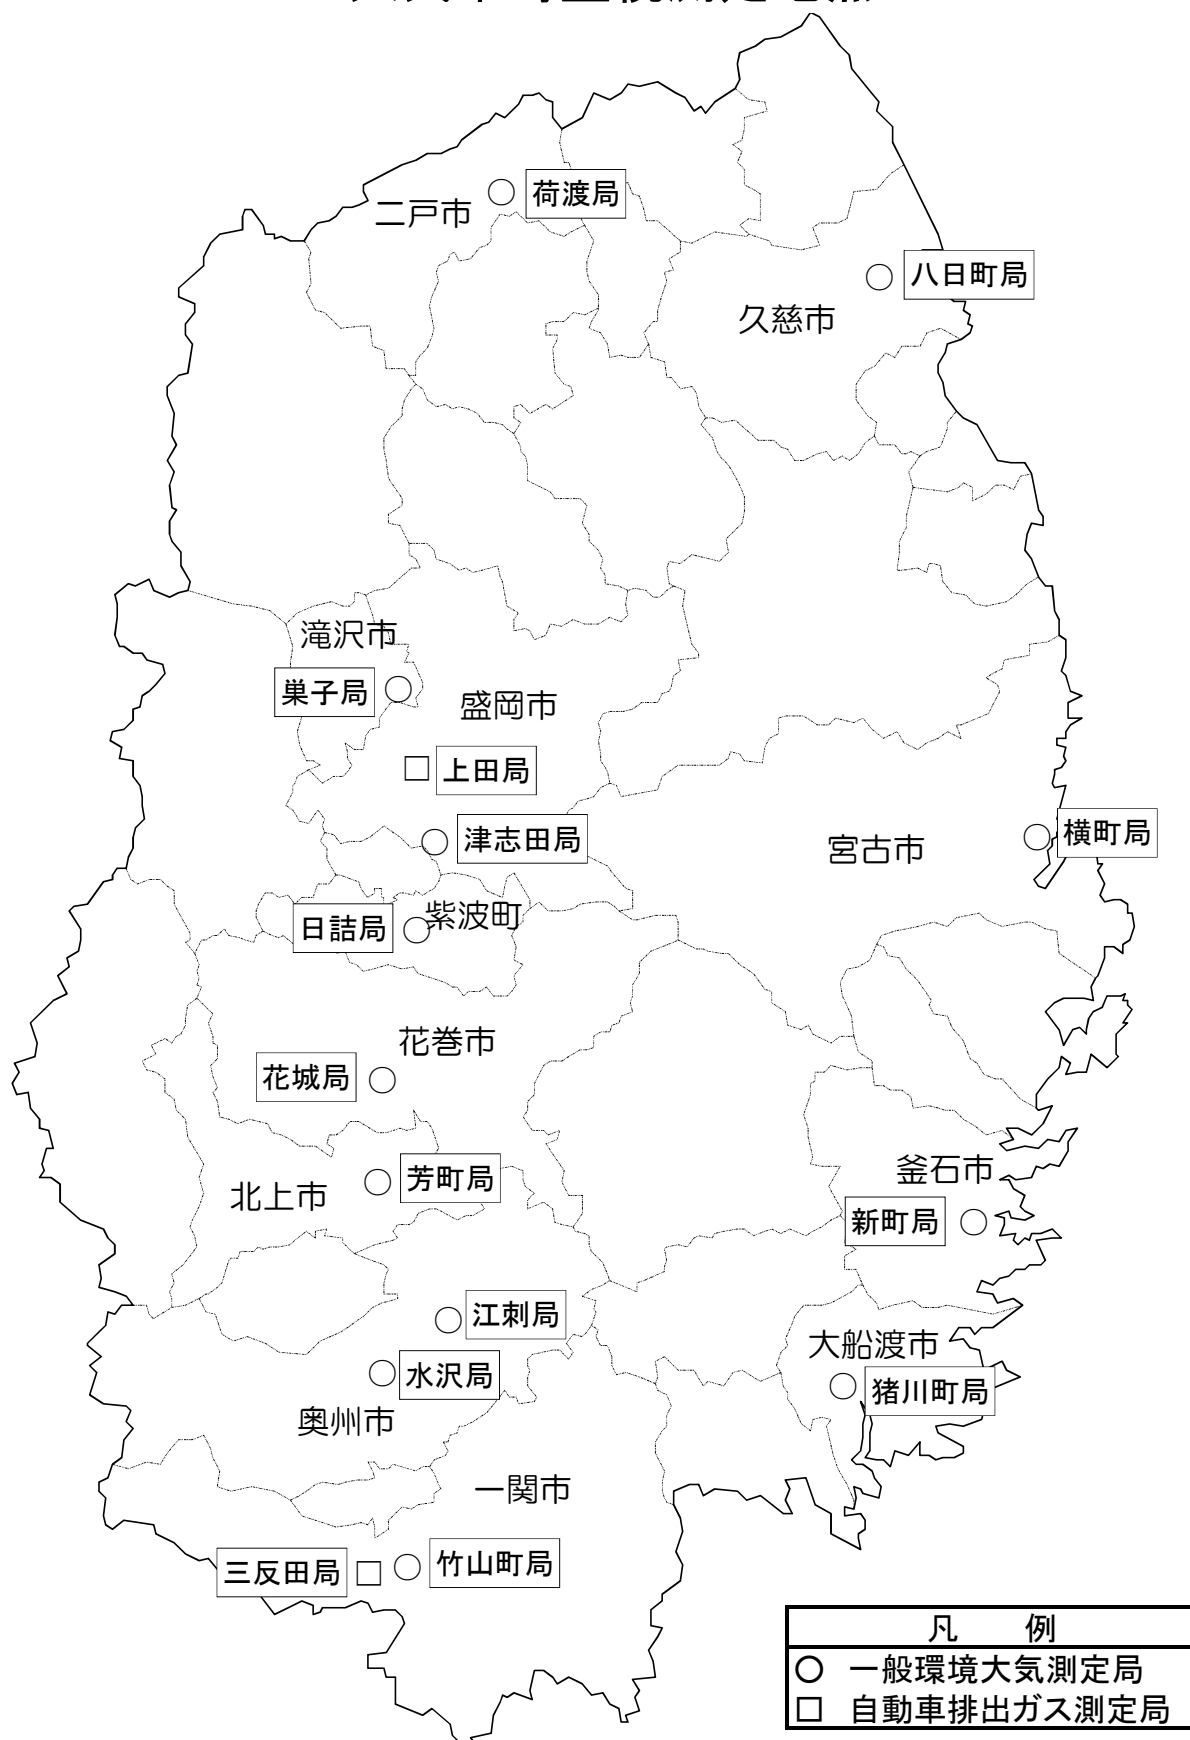 荷渡局
二戸市
八日町局
久慈市
滝沢市
巣子局
盛岡市
上田局
津志田局
宮古市
横町局
紫波町
日詰局
花巻市
花城局
釜石市
芳町局
北上市
新町局
江刺局
大船渡市
水沢局
猪川町局
奥州市
一関市
三反田局
竹山町局
凡 例
○ 一般環境大気測定局
□ 自動車排出ガス測定局